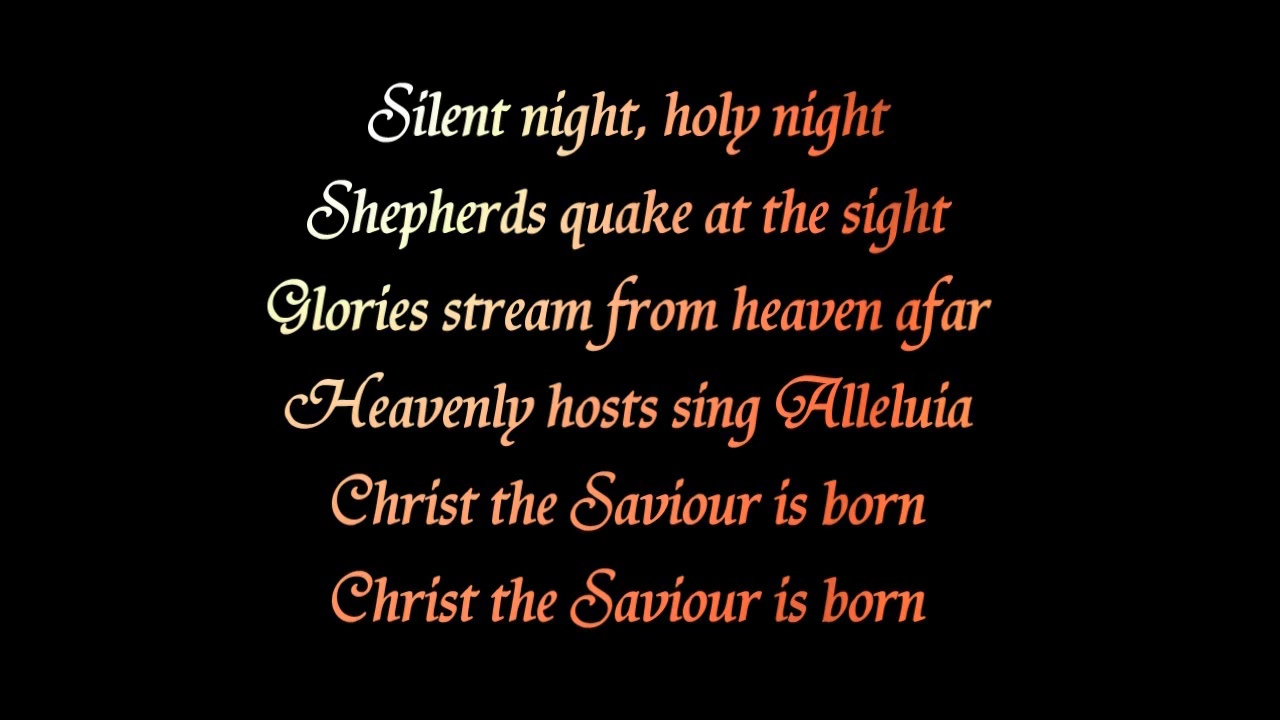 Silent night, holy night
Shepherds quake at the sight
Glories stream from heaven afar
Heavenly hosts sing Alleluia
Christ the Saviour is born
Christ the Saviour is born